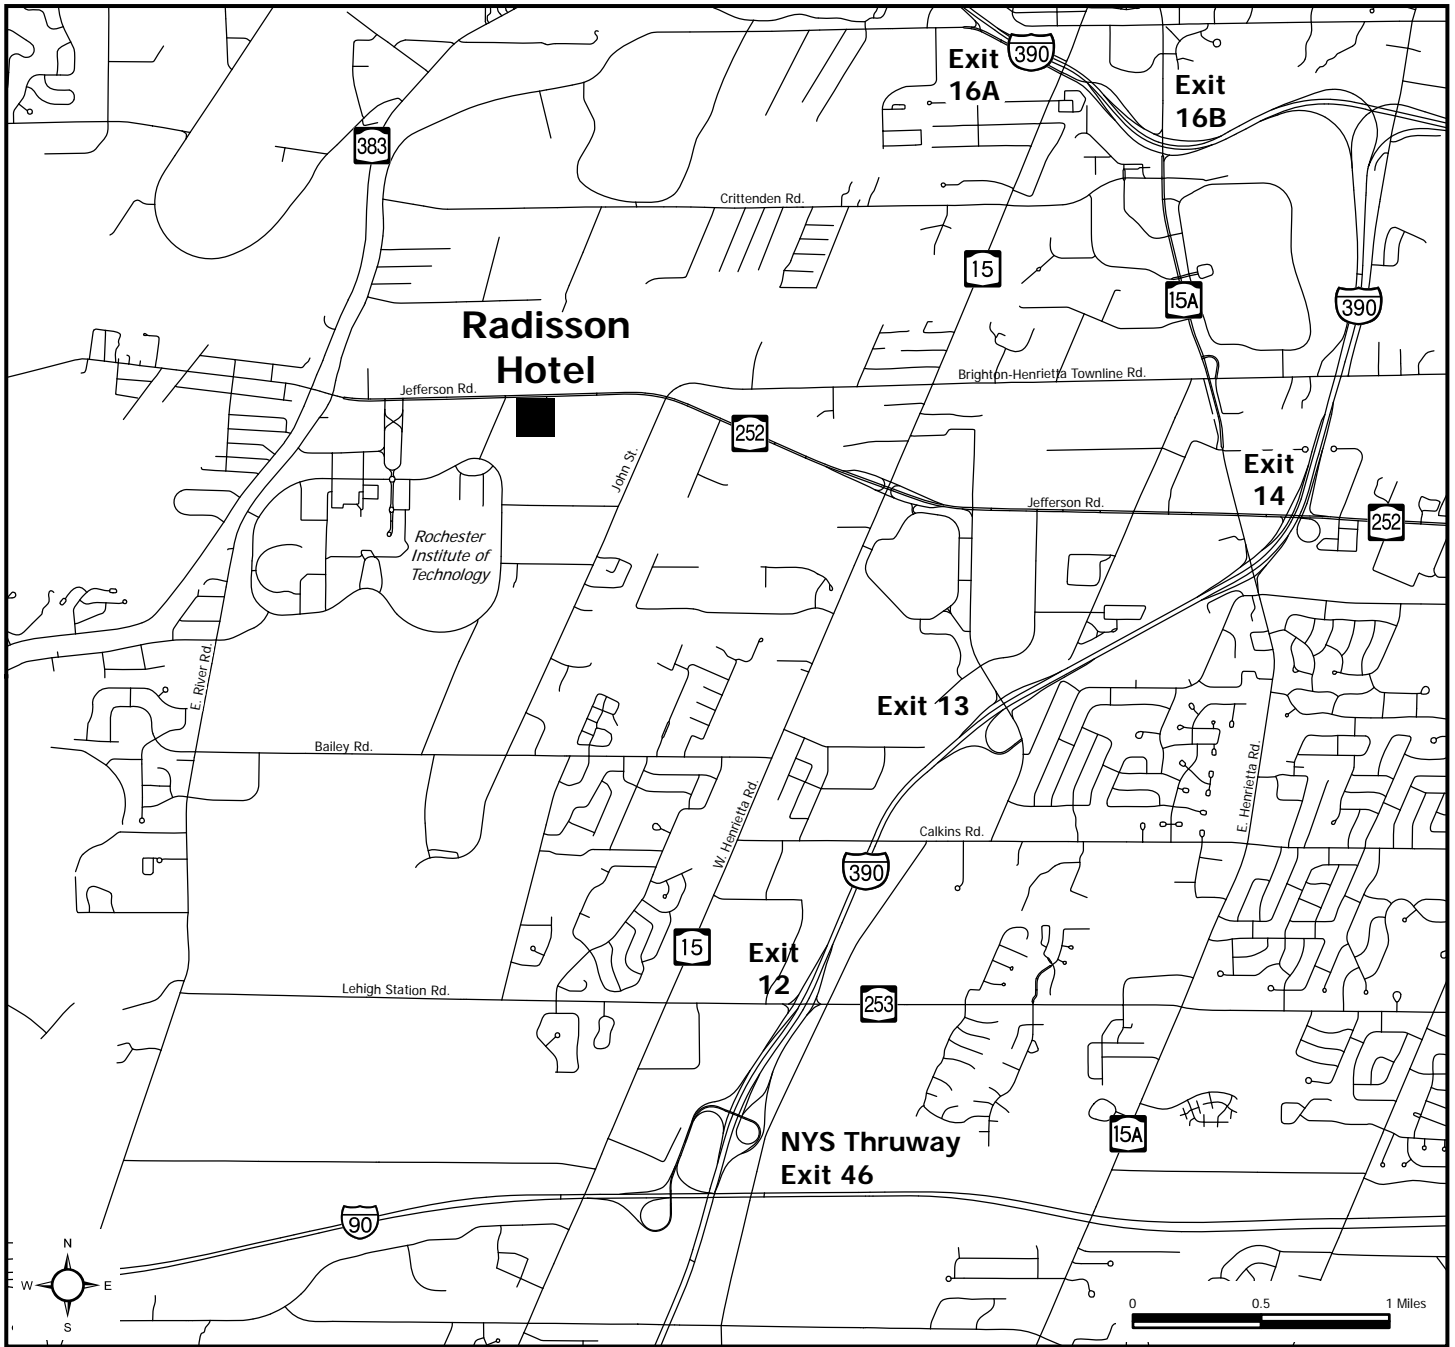 390
Exit
16A
Exit
16B
383
Crittenden Rd.
15
15A
390
Radisson
Hotel
Brighton-Henrietta Townline Rd.
Jefferson Rd.
252
John St.
Exit
14
Jefferson Rd.
252
Rochester
Institute of
Technology
E. River Rd.
Exit 13
Bailey Rd.
E. Henrietta Rd.
W. Henrietta Rd.
Calkins Rd.
390
15
Exit
12
Lehigh Station Rd.
253
15A
NYS Thruway
Exit 46
90
N
W
E
S
0
0.5
1 Miles